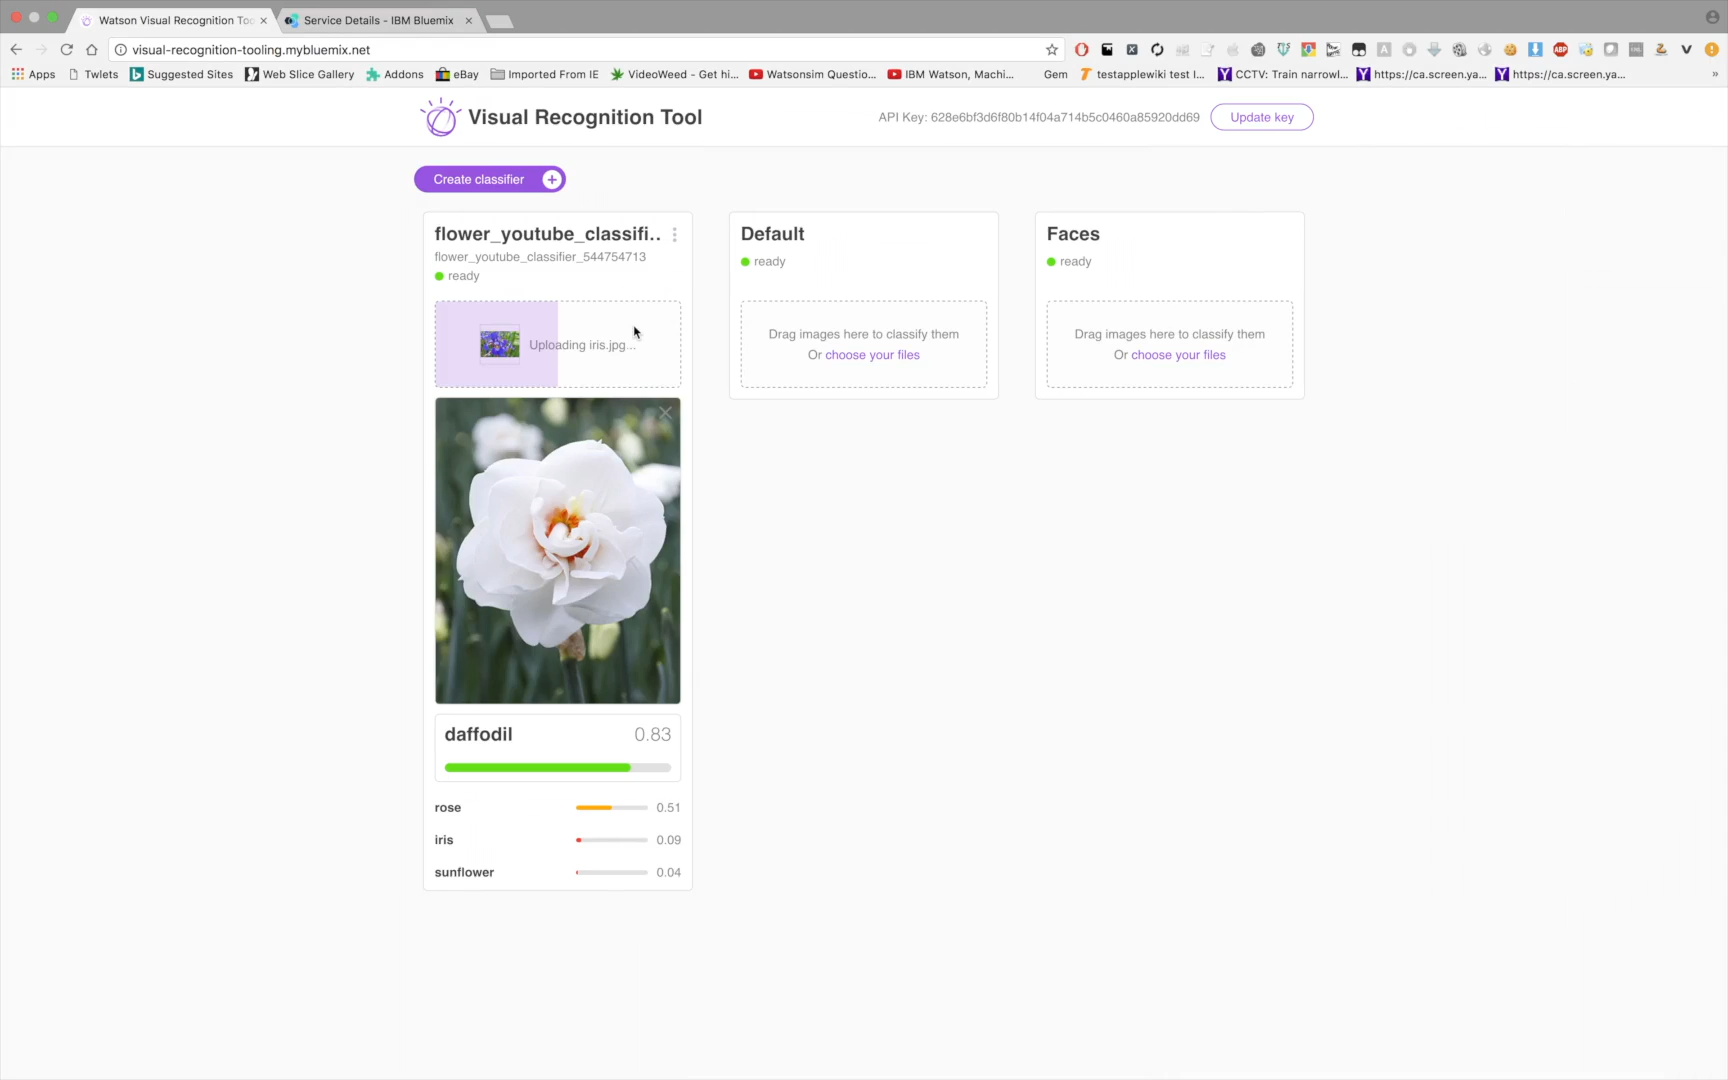 Watson Visual Recognition Too
Service Details - IBM Bluemix
visual-recognition-tooling.mybluemix.net
Apps
Twlets
Suggested Sites
Web Slice Gallery
Addons
eBay
Imported From IE
VideoWeed - Get hi...
Watsonsim Questio...
IBM Watson, Machi...
Gem
testapplewiki test I...
CCTV: Train narrowl...
https://ca.screen.ya...
https://ca.screen.ya...
»
Visual Recognition Tool
API Key: 628e6bf3d6f80b14f04a714b5c0460a85920dd69
Update key
Create classifier
flower_youtube_classifi..
flower_youtube_classifier_544754713
ready
Uploading iris.jpg...
daffodil 0.83
rose 0.51
iris 0.09
sunflower 0.04
Default
ready
Drag images here to classify them
Or choose your files
Faces
ready
Drag images here to classify them
Or choose your files